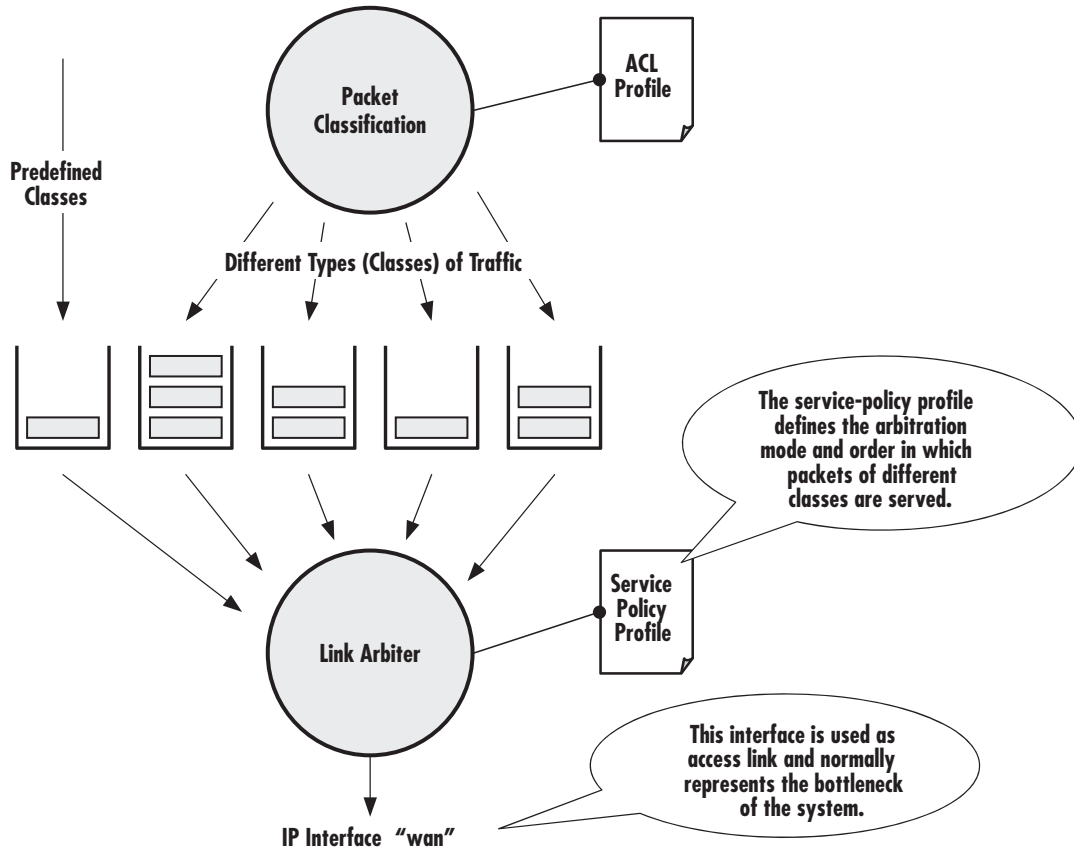 Packet
Classification
ACL
Profile
Predefined
Classes
Different Types (Classes) of Traffic
The service-policy profile
defines the arbitration
mode and order in which
packets of different
classes are served.
Service
Policy
Profile
Link Arbiter
This interface is used as
access link and normally
represents the bottleneck
of the system.
IP Interface “wan”